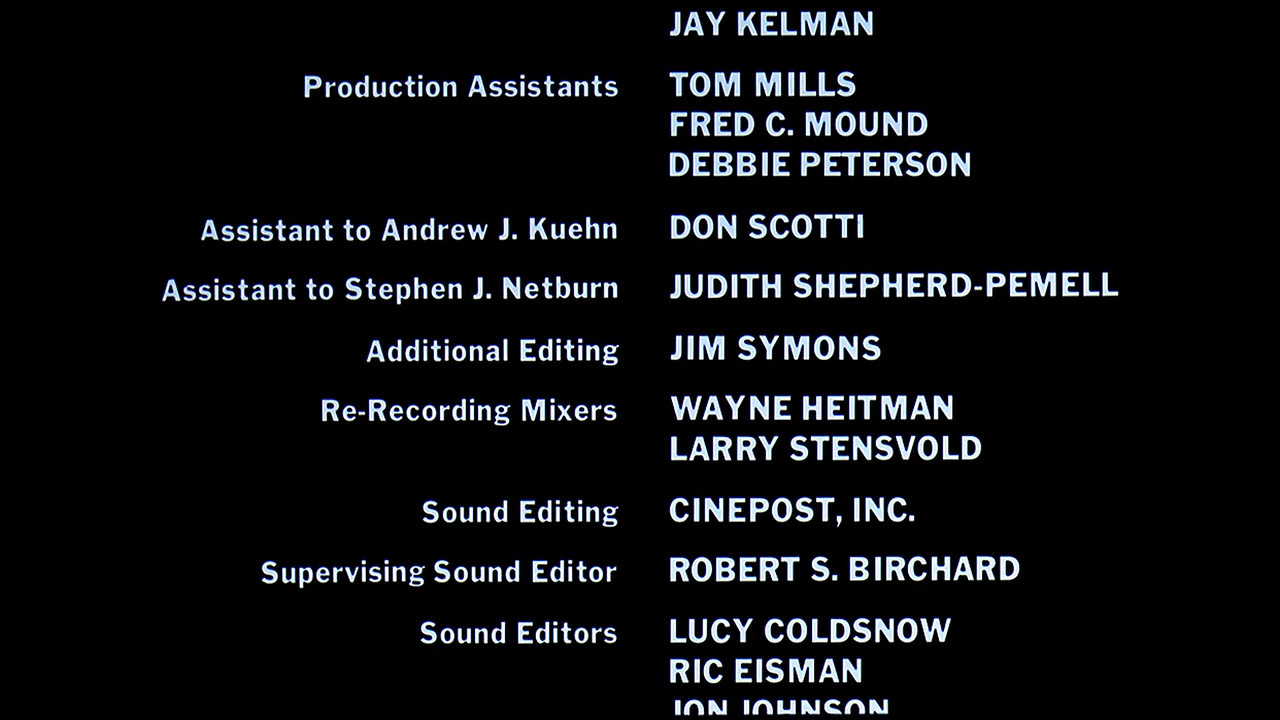 JAY KELMAN
Production Assistants TOM MILLS
FRED C. MOUND
DEBBIE PETERSON
Assistant to Andrew J. Kuehn DON SCOTTI
Assistant to Stephen J. Netburn JUDITH SHEPHERD-PEMELL
Additional Editing JIM SYMONS
Re-Recording Mixers WAYNE HEITMAN
LARRY STENSVOLD
Sound Editing CINEPOST, INC.
Supervising Sound Editor ROBERT S. BIRCHARD
Sound Editors LUCY COLDSNOW
RIC EISMAN
JON JOHNSON